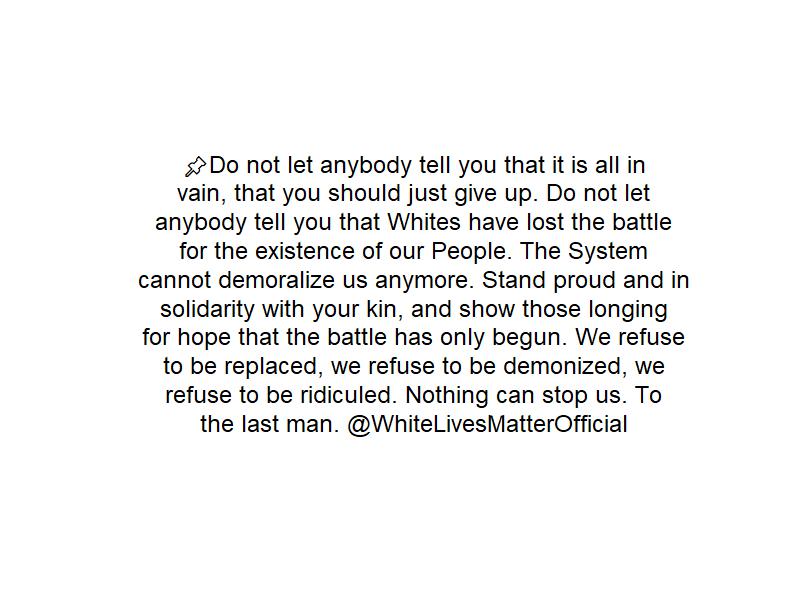 📌Do not let anybody tell you that it is all in
vain, that you should just give up. Do not let
anybody tell you that Whites have lost the battle
for the existence of our People. The System
cannot demoralize us anymore. Stand proud and in
solidarity with your kin, and show those longing
for hope that the battle has only begun. We refuse
to be replaced, we refuse to be demonized, we
refuse to be ridiculed. Nothing can stop us. To
the last man. @WhiteLivesMatterOfficial